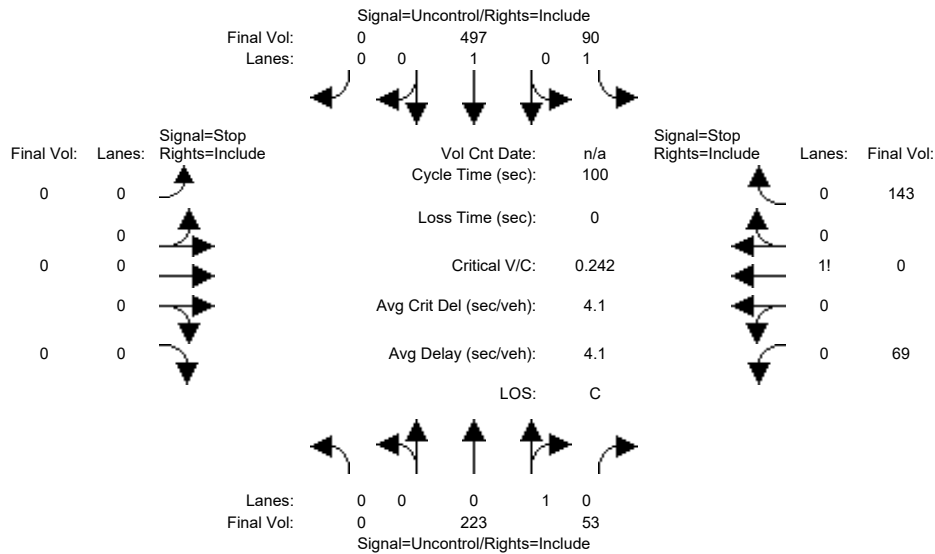 Signal=Uncontrol/Rights=Include
Final Vol: 0 497 90
Lanes: 0 0 1 0 1
Signal=Stop Signal=Stop
Final Vol: Lanes: Rights=Include Vol Cnt Date: n/a Rights=Include Lanes: Final Vol:
Cycle Time (sec): 100
0 0 0 143
Loss Time (sec): 0
0 0
0 0 Critical V/C: 0.242 1! 0
0 Avg Crit Del (sec/veh): 4.1 0
0 0 Avg Delay (sec/veh): 4.1 0 69
LOS: C
Lanes: 0 0 0 1 0
Final Vol: 0 223 53
Signal=Uncontrol/Rights=Include